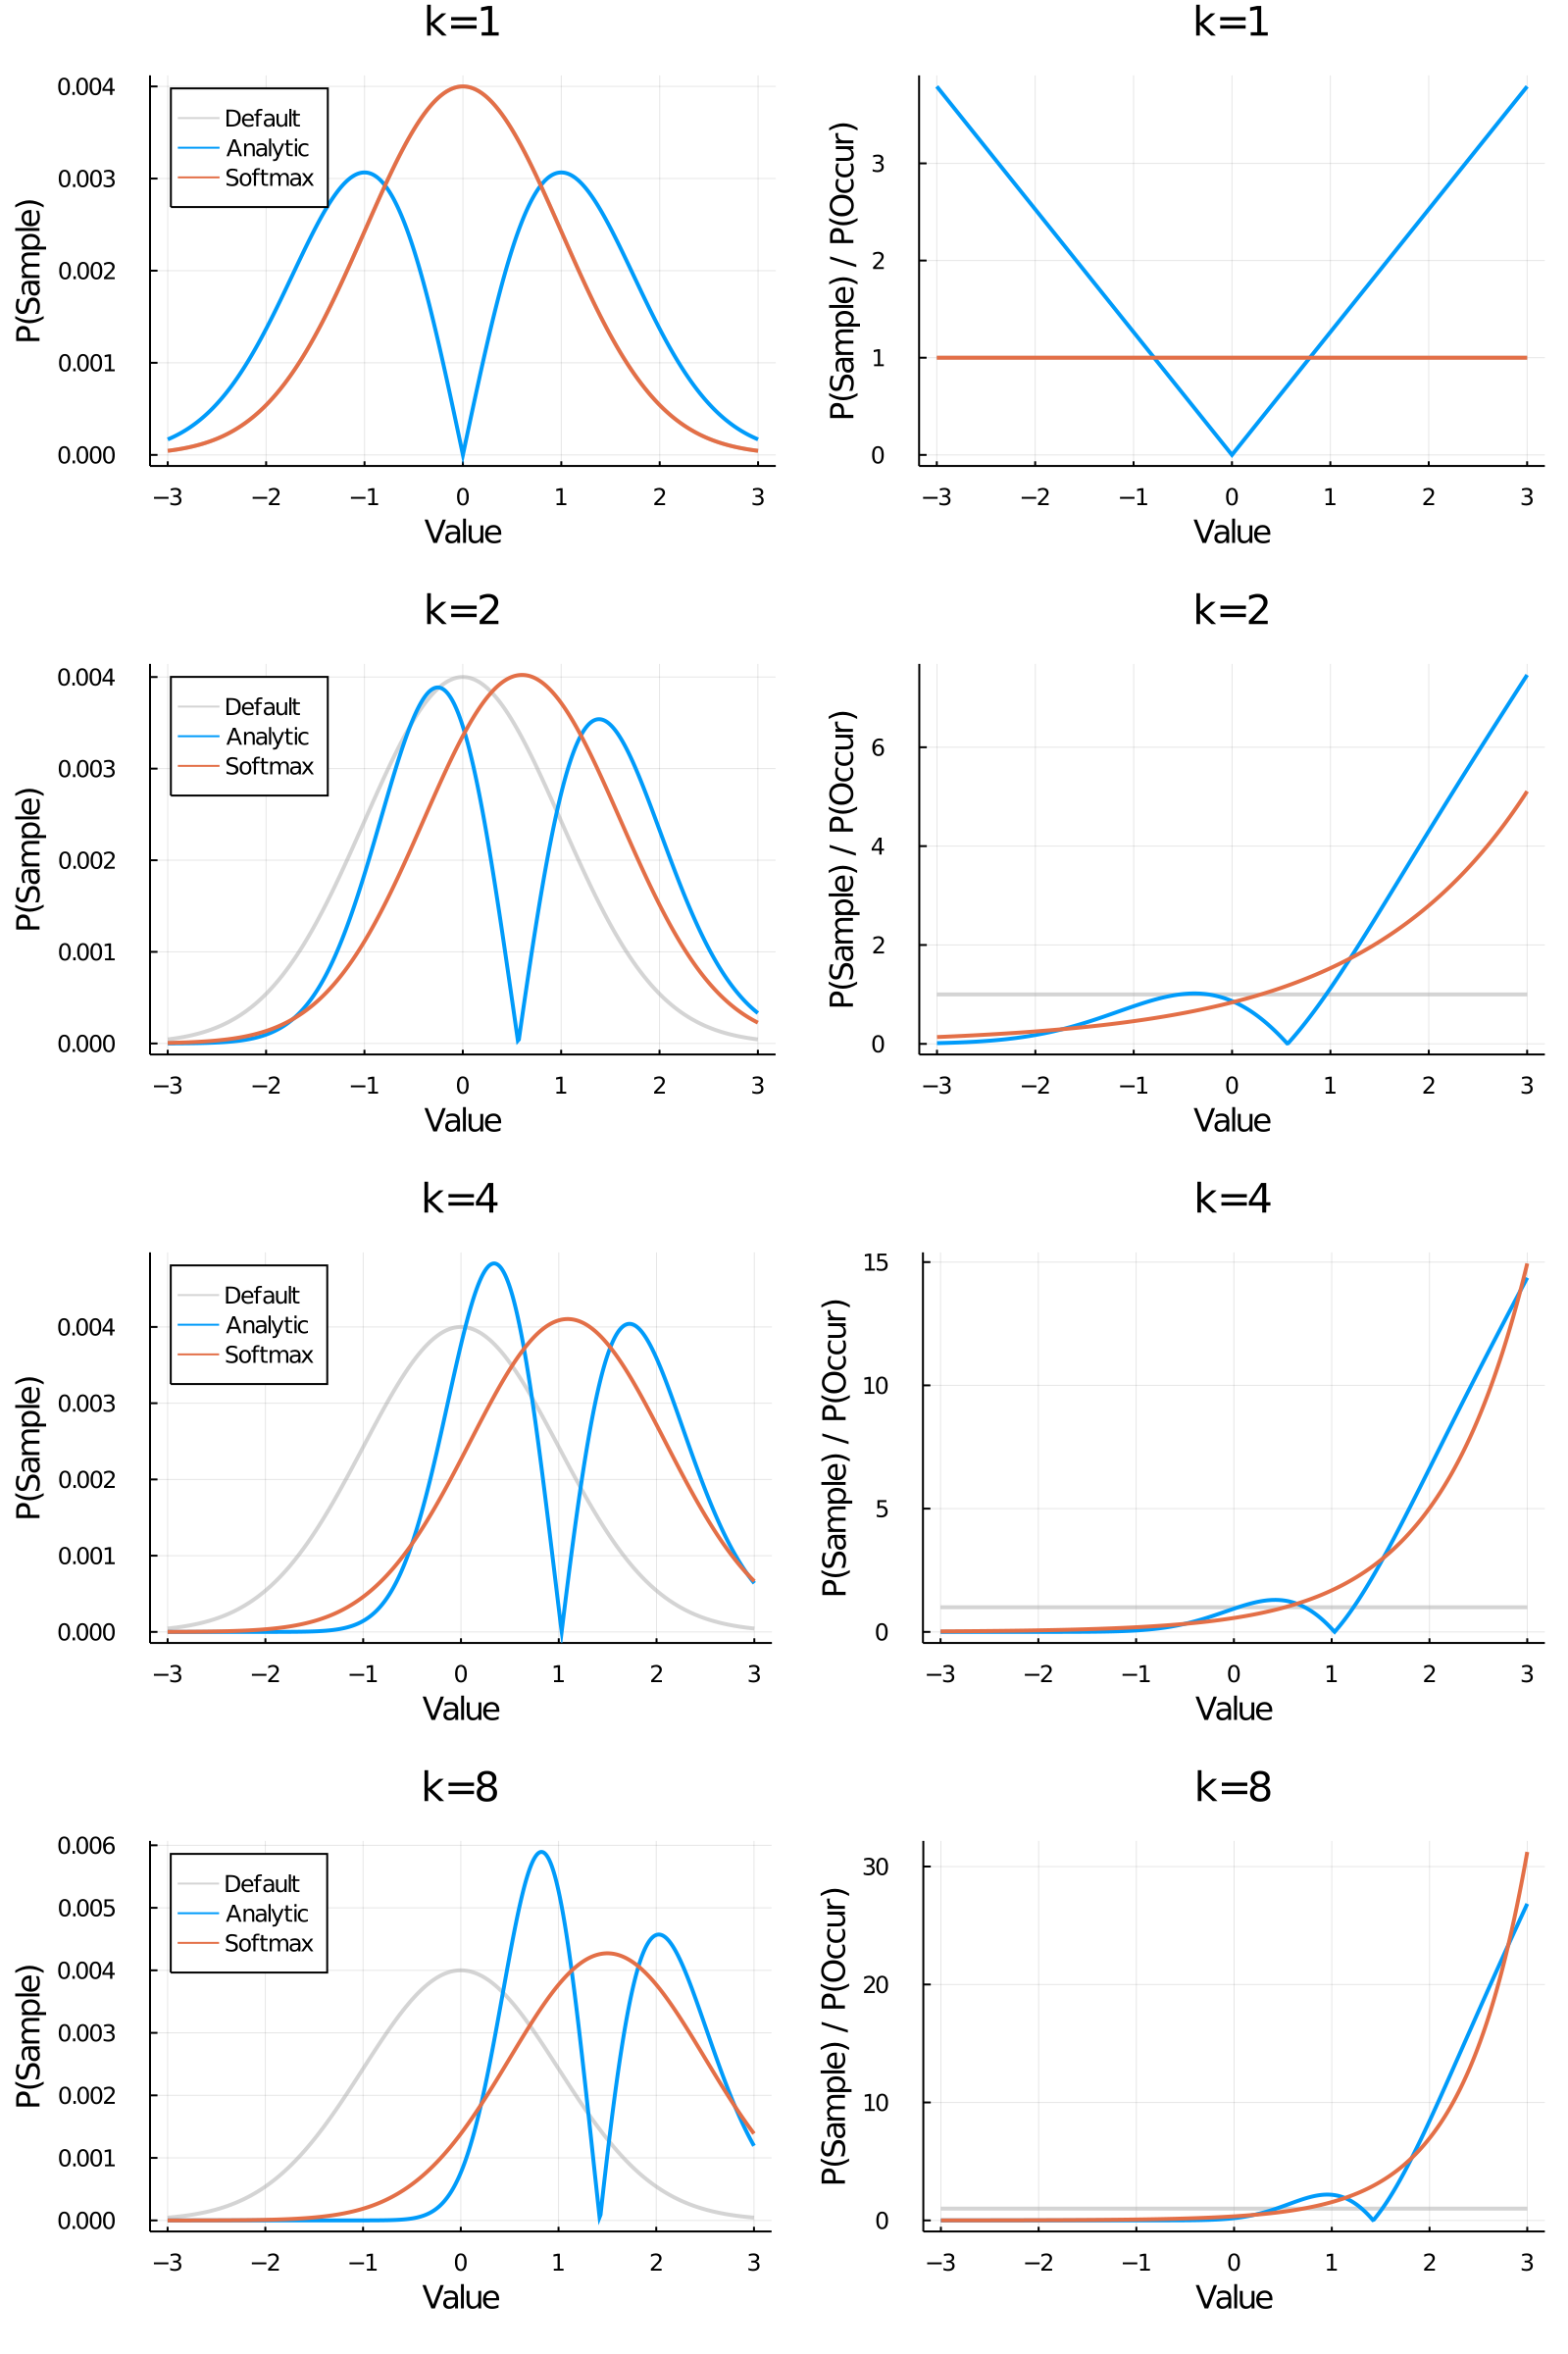 k=1
P(Sample)
0.004
0.003
0.002
0.001
0.000
Default
Analytic
Softmax
−3 −2 −1 0 1 2 3
Value
k=1
P(Sample) / P(Occur)
3
2
1
0
−3 −2 −1 0 1 2 3
Value
k=2
P(Sample)
0.004
0.003
0.002
0.001
0.000
Default
Analytic
Softmax
−3 −2 −1 0 1 2 3
Value
k=2
P(Sample) / P(Occur)
6
4
2
0
−3 −2 −1 0 1 2 3
Value
k=4
P(Sample)
0.004
0.003
0.002
0.001
0.000
Default
Analytic
Softmax
−3 −2 −1 0 1 2 3
Value
k=4
P(Sample) / P(Occur)
15
10
5
0
−3 −2 −1 0 1 2 3
Value
k=8
P(Sample)
0.006
0.005
0.004
0.003
0.002
0.001
0.000
Default
Analytic
Softmax
−3 −2 −1 0 1 2 3
Value
k=8
P(Sample) / P(Occur)
30
20
10
0
−3 −2 −1 0 1 2 3
Value